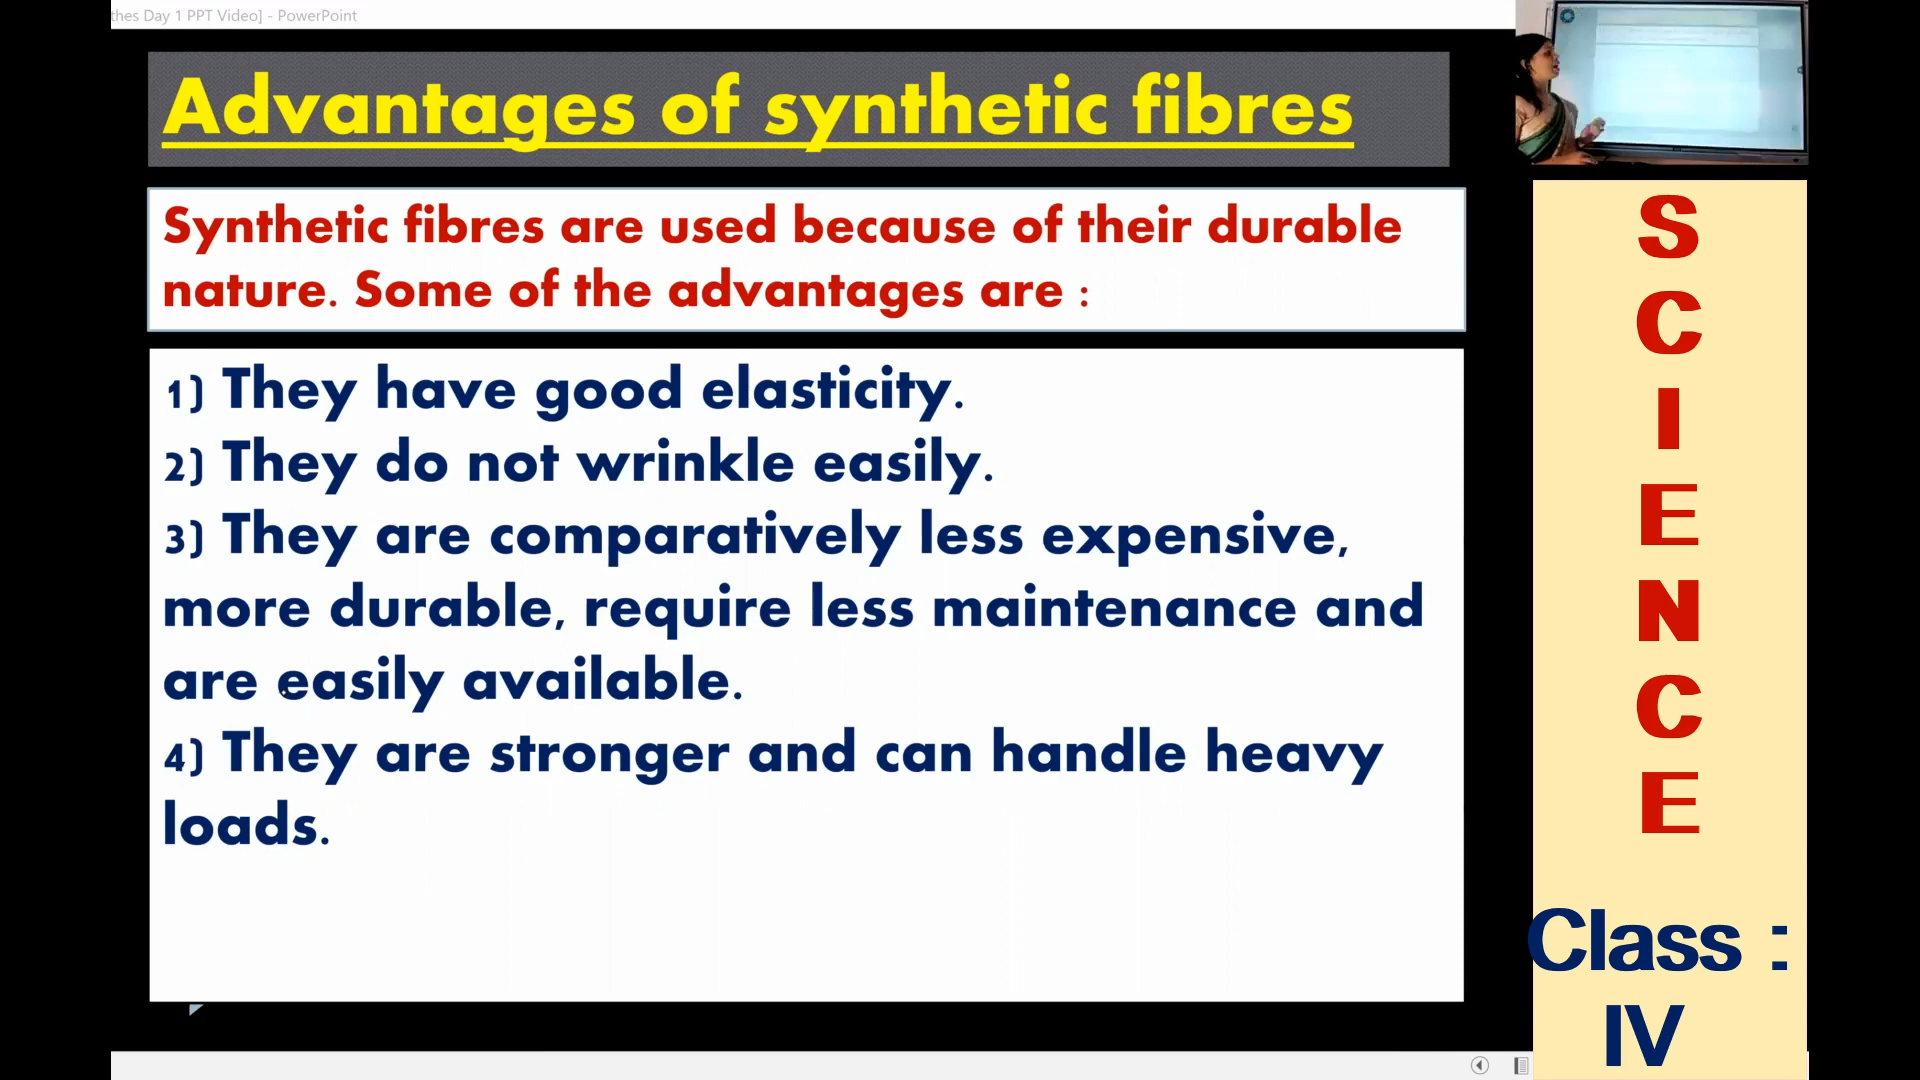 thes Day 1 PPT Video] - PowerPoint
Advantages of synthetic fibres
Synthetic fibres are used because of their durable
nature. Some of the advantages are :
1) They have good elasticity.
2) They do not wrinkle easily.
3) They are comparatively less expensive,
more durable, require less maintenance and
are easily available.
4) They are stronger and can handle heavy
loads.
S
C
I
E
N
C
E
Class :
IV